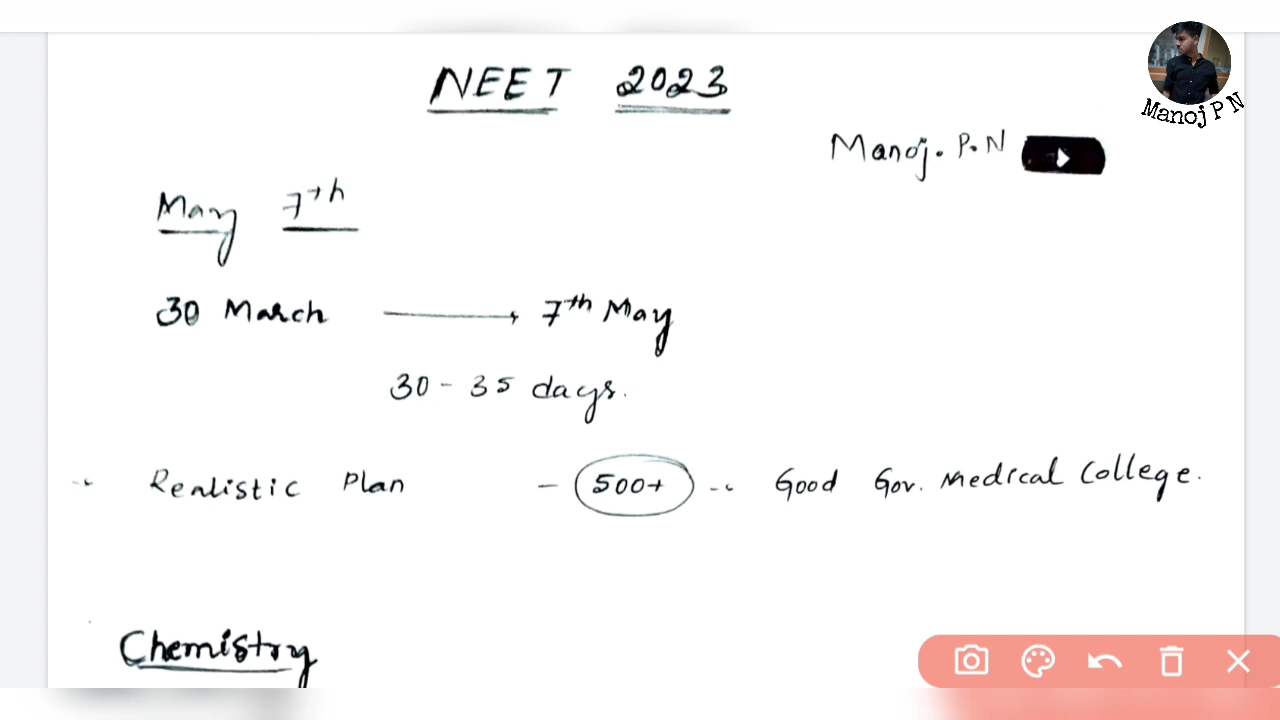 NEET 2023
Manoj P N
Manoj. P.N
May 7th
30 March → 7th May
30 - 35 days.
Realistic Plan - 500+ Good Gov. Medical College.
Chemistry